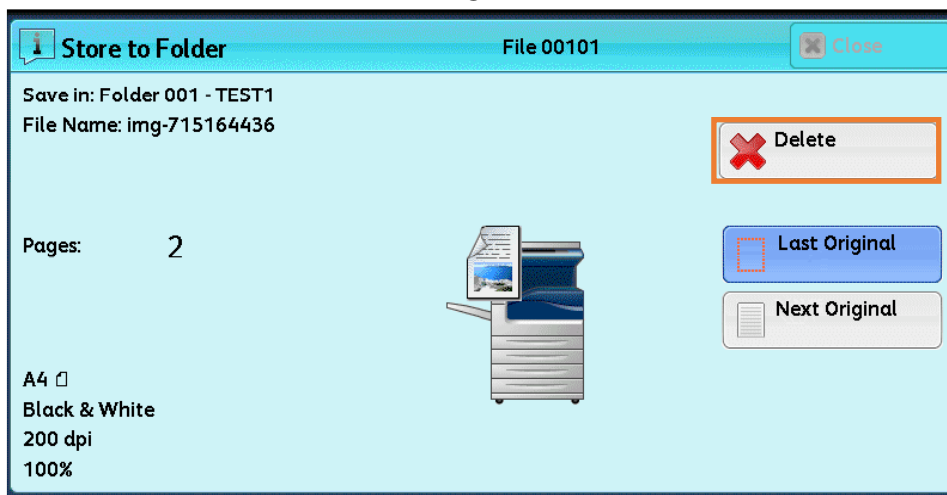 Store to Folder
File 00101
Close
Save in: Folder 001 - TEST1
File Name: img-715164436
Delete
Pages: 2
Last Original
Next Original
A4
Black & White
200 dpi
100%